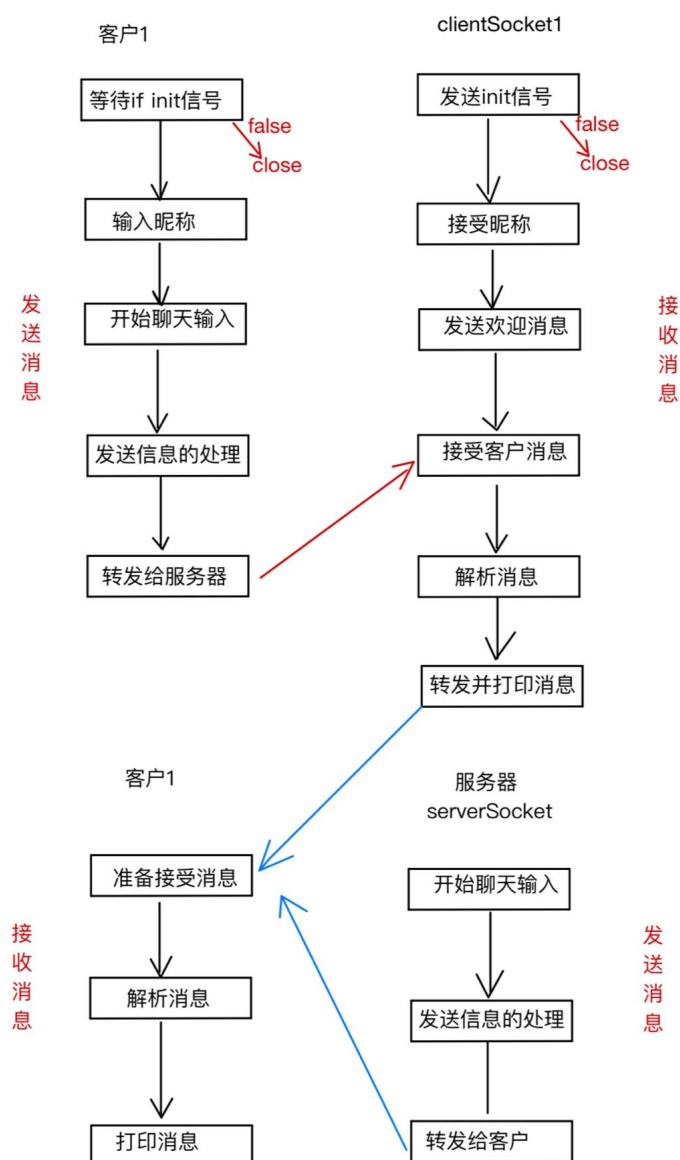 客户1
clientSocket1
等待if init信号
false
close
发送init信号
false
close
输入昵称
接受昵称
发送消息
开始聊天输入
发送欢迎消息
接收消息
发送信息的处理
接受客户消息
转发给服务器
解析消息
转发并打印消息
客户1
服务器
serverSocket
准备接受消息
开始聊天输入
接收消息
解析消息
发送信息的处理
发送消息
打印消息
转发给客户